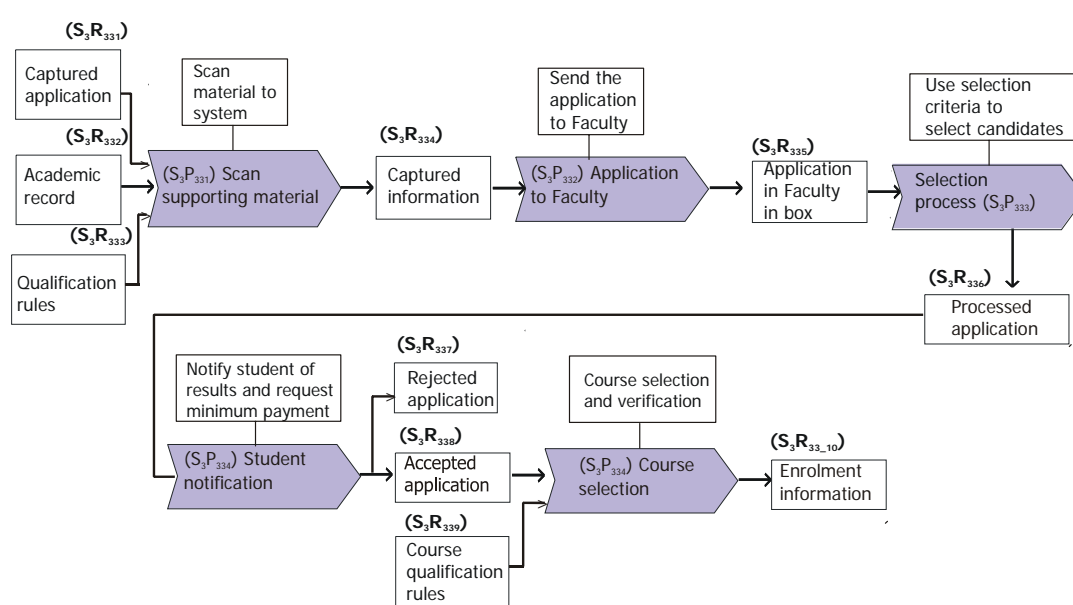 (S₃R₃₃₁)
Captured
application
Scan
material to
system
(S₃R₃₃₂)
Academic
record
(S₃P₃₃₁) Scan
supporting material
(S₃R₃₃₃)
Qualification
rules
(S₃R₃₃₄)
Captured
information
Send the
application
to Faculty
(S₃P₃₃₂) Application
to Faculty
(S₃R₃₃₅)
Application
in Faculty
in box
Use selection
criteria to
select candidates
Selection
process (S₃P₃₃₃)
(S₃R₃₃₆)
Processed
application
Notify student of
results and request
minimum payment
(S₃P₃₃₄) Student
notification
(S₃R₃₃₇)
Rejected
application
(S₃R₃₃₈)
Accepted
application
(S₃R₃₃₉)
Course
qualification
rules
Course selection
and verification
(S₃P₃₃₄) Course
selection
(S₃R₃₃_₁₀)
Enrolment
information